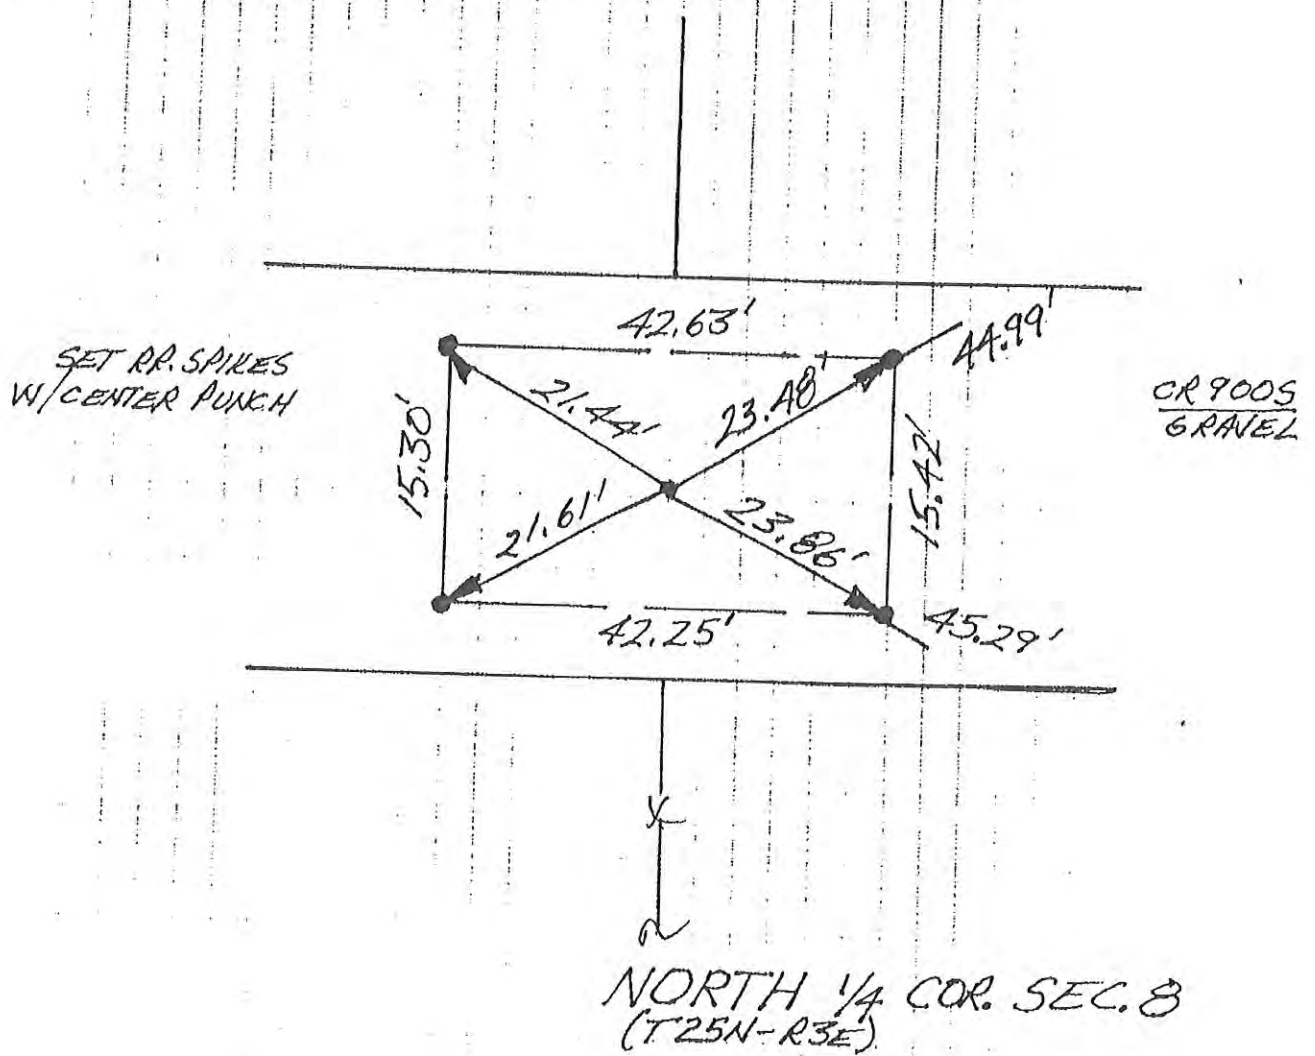 42.63'
44.99'
SET RR. SPIKES
W/CENTER PUNCH
CR 900S
GRAVEL
21.44'
23.48'
15.30'
15.42'
21.61'
23.86'
42.25'
45.29'
X
NORTH 1/4 COR. SEC. 8
(T25N-R3E)